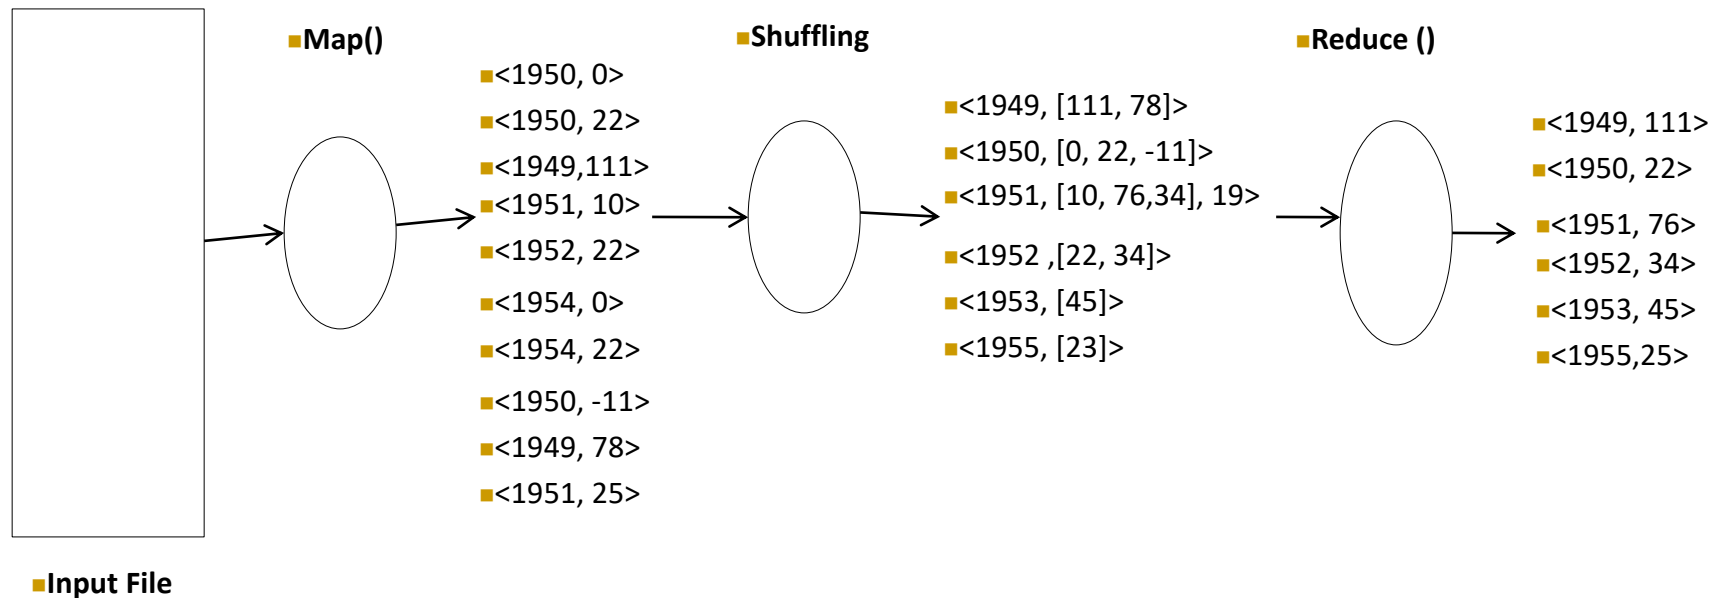 Map()
Shuffling
Reduce ()
<1950, 0>
<1950, 22>
<1949,111>
<1951, 10>
<1952, 22>
<1954, 0>
<1954, 22>
<1950, -11>
<1949, 78>
<1951, 25>
<1949, [111, 78]>
<1950, [0, 22, -11]>
<1951, [10, 76,34], 19>
<1952 ,[22, 34]>
<1953, [45]>
<1955, [23]>
<1949, 111>
<1950, 22>
<1951, 76>
<1952, 34>
<1953, 45>
<1955,25>
Input File